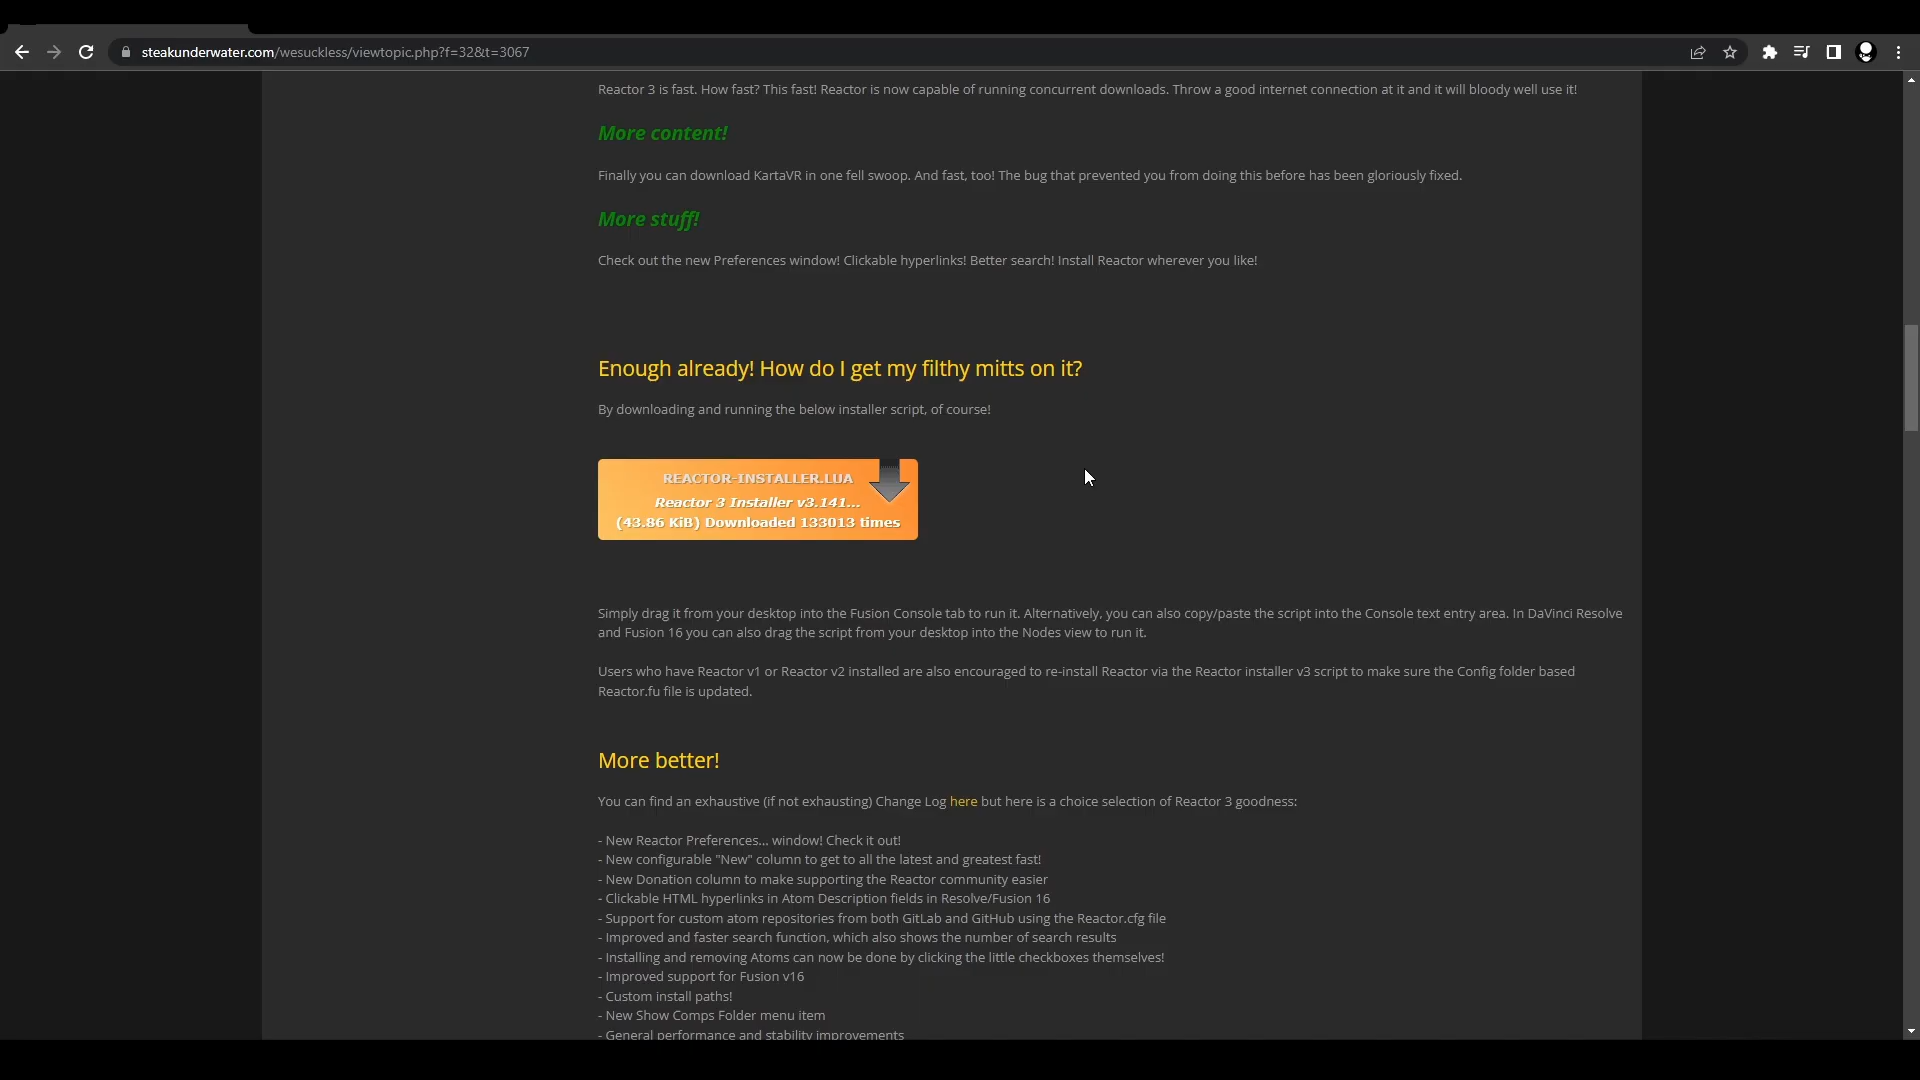 steakunderwater.com/wesuckless/viewtopic.php?f=32&t=3067
Reactor 3 is fast. How fast? This fast! Reactor is now capable of running concurrent downloads. Throw a good internet connection at it and it will bloody well use it!
More content!
Finally you can download KartaVR in one fell swoop. And fast, too! The bug that prevented you from doing this before has been gloriously fixed.
More stuff!
Check out the new Preferences window! Clickable hyperlinks! Better search! Install Reactor wherever you like!
Enough already! How do I get my filthy mitts on it?
By downloading and running the below installer script, of course!
REACTOR-INSTALLER.LUA
Reactor 3 Installer v3.141...
(43.86 KiB) Downloaded 133013 times
Simply drag it from your desktop into the Fusion Console tab to run it. Alternatively, you can also copy/paste the script into the Console text entry area. In DaVinci Resolve
and Fusion 16 you can also drag the script from your desktop into the Nodes view to run it.
Users who have Reactor v1 or Reactor v2 installed are also encouraged to re-install Reactor via the Reactor installer v3 script to make sure the Config folder based
Reactor.fu file is updated.
More better!
You can find an exhaustive (if not exhausting) Change Log here but here is a choice selection of Reactor 3 goodness:
- New Reactor Preferences... window! Check it out!
- New configurable "New" column to get to all the latest and greatest fast!
- New Donation column to make supporting the Reactor community easier
- Clickable HTML hyperlinks in Atom Description fields in Resolve/Fusion 16
- Support for custom atom repositories from both GitLab and GitHub using the Reactor.cfg file
- Improved and faster search function, which also shows the number of search results
- Installing and removing Atoms can now be done by clicking the little checkboxes themselves!
- Improved support for Fusion v16
- Custom install paths!
- New Show Comps Folder menu item
- General performance and stability improvements